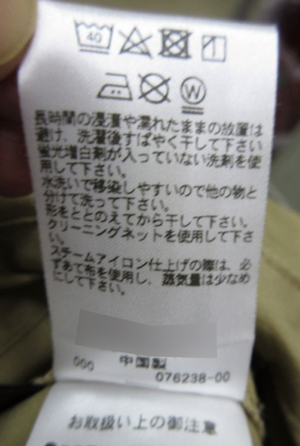 40
W
長時間の浸漬や濡れたままの放置は
避け、洗濯後すばやく干して下さい
蛍光増白剤が入っていない洗剤を使
用して下さい。
水洗いで移染しやすいので他の物と
分けて洗って下さい。
形をととのえてから干して下さい。
クリーニングネットを使用して下さ
い。
スチームアイロン仕上げの際は、必
ずあて布を使用し、蒸気量は少なめ
にして下さい。
000
中国製
076238-00
お取扱い上の御注意